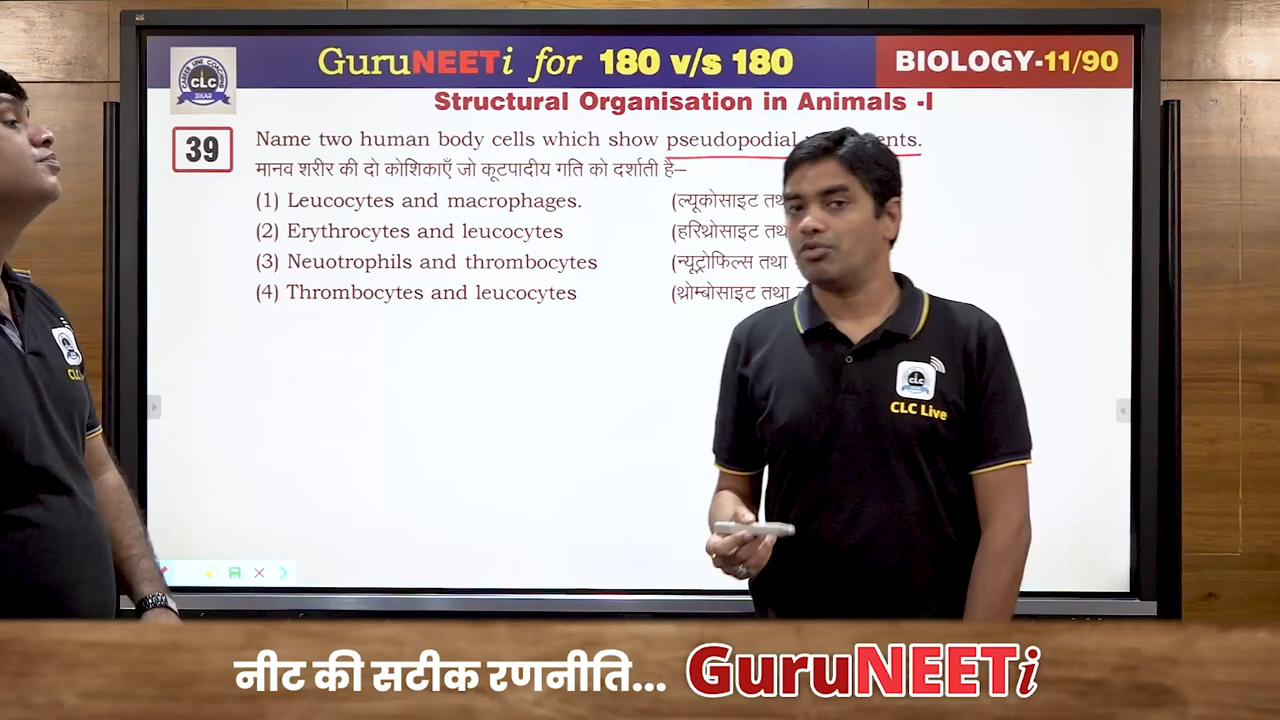 GuruNEETi for 180 v/s 180
BIOLOGY-11/90
CLC
SIKAR
Structural Organisation in Animals -I
39
Name two human body cells which show pseudopodial
मानव शरीर की दो कोशिकाएँ जो कूटपादीय गति को दर्शाती है–
(1) Leucocytes and macrophages. (ल्यूकोसाइट
(2) Erythrocytes and leucocytes (हरिथ्रोसाइट
(3) Neuotrophils and thrombocytes (न्यूट्रोफिल्स तथा
(4) Thrombocytes and leucocytes (थ्रोम्बोसाइट तथा
CLC Live
नीट की सटीक रणनीति... GuruNEETi